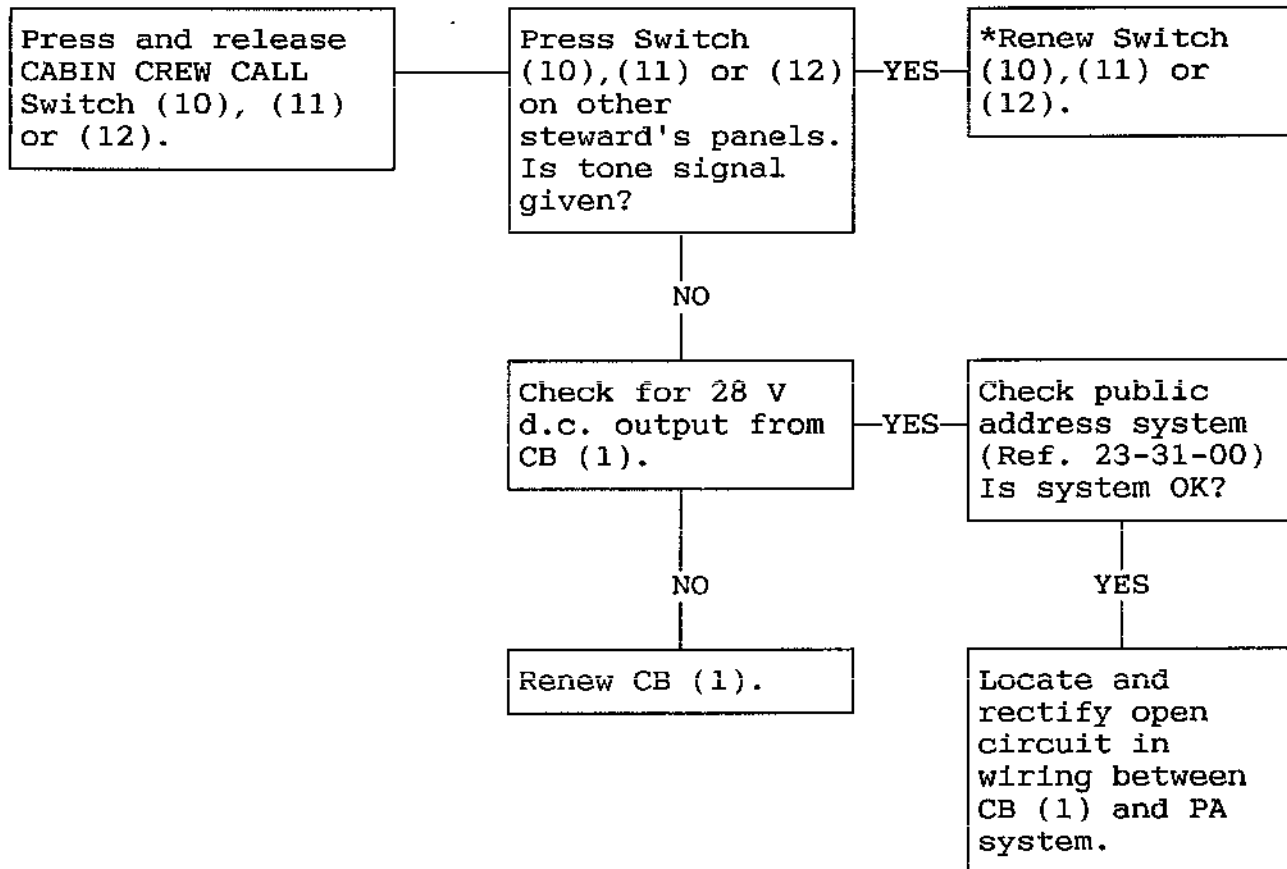 Press and release
CABIN CREW CALL
Switch (10), (11)
or (12).
Press Switch
(10),(11) or (12)
on other
steward's panels.
Is tone signal
given?
YES
*Renew Switch
(10),(11) or
(12).
NO
Check for 28 V
d.c. output from
CB (1).
YES
Check public
address system
(Ref. 23-31-00)
Is system OK?
NO
YES
Renew CB (1).
Locate and
rectify open
circuit in
wiring between
CB (1) and PA
system.